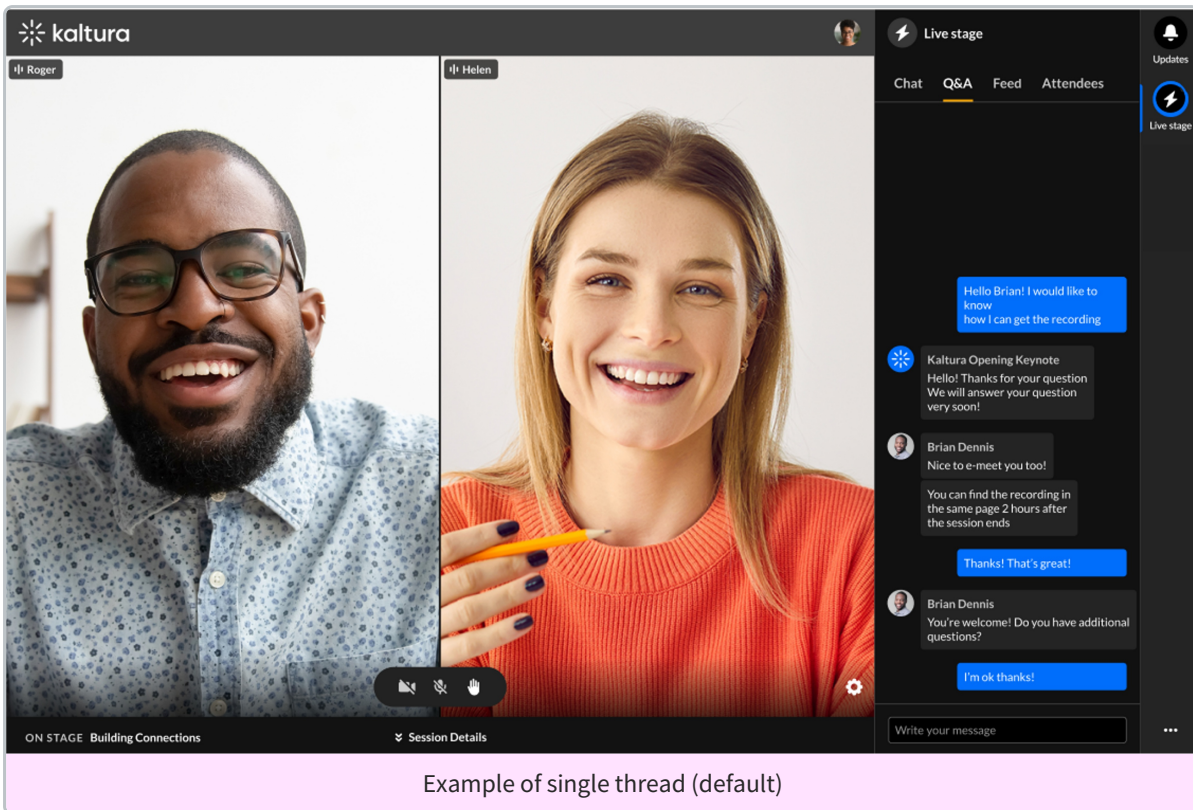 kaltura
Roger
Helen
Live stage
Chat
Q&A
Feed
Attendees
Updates
Live stage
Hello Brian! I would like to
know
how I can get the recording
Kaltura Opening Keynote
Hello! Thanks for your question
We will answer your question
very soon!
Brian Dennis
Nice to e-meet you too!
You can find the recording in
the same page 2 hours after
the session ends
Thanks! That's great!
Brian Dennis
You're welcome! Do you have additional
questions?
I'm ok thanks!
Write your message
ON STAGE Building Connections
Session Details
Example of single thread (default)